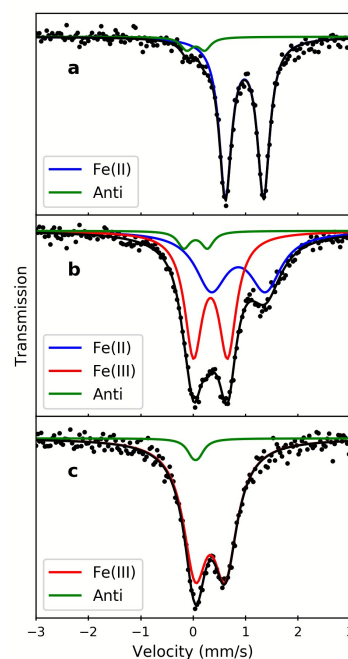 a
Fe(II)
Anti
b
Fe(II)
Fe(III)
Anti
c
Fe(III)
Anti
Transmission
−3 −2 −1 0 1 2
Velocity (mm/s)